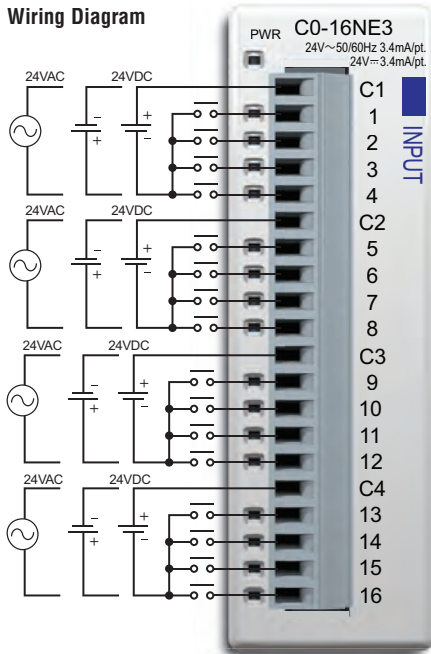 Wiring Diagram
PWR
C0-16NE3
24V～50/60Hz 3.4mA/pt.
24V⎓3.4mA/pt.
INPUT
24VAC 24VDC
− +
+ −
C1
1
2
3
4
24VAC 24VDC
− +
+ −
C2
5
6
7
8
24VAC 24VDC
− +
+ −
C3
9
10
11
12
24VAC 24VDC
− +
+ −
C4
13
14
15
16